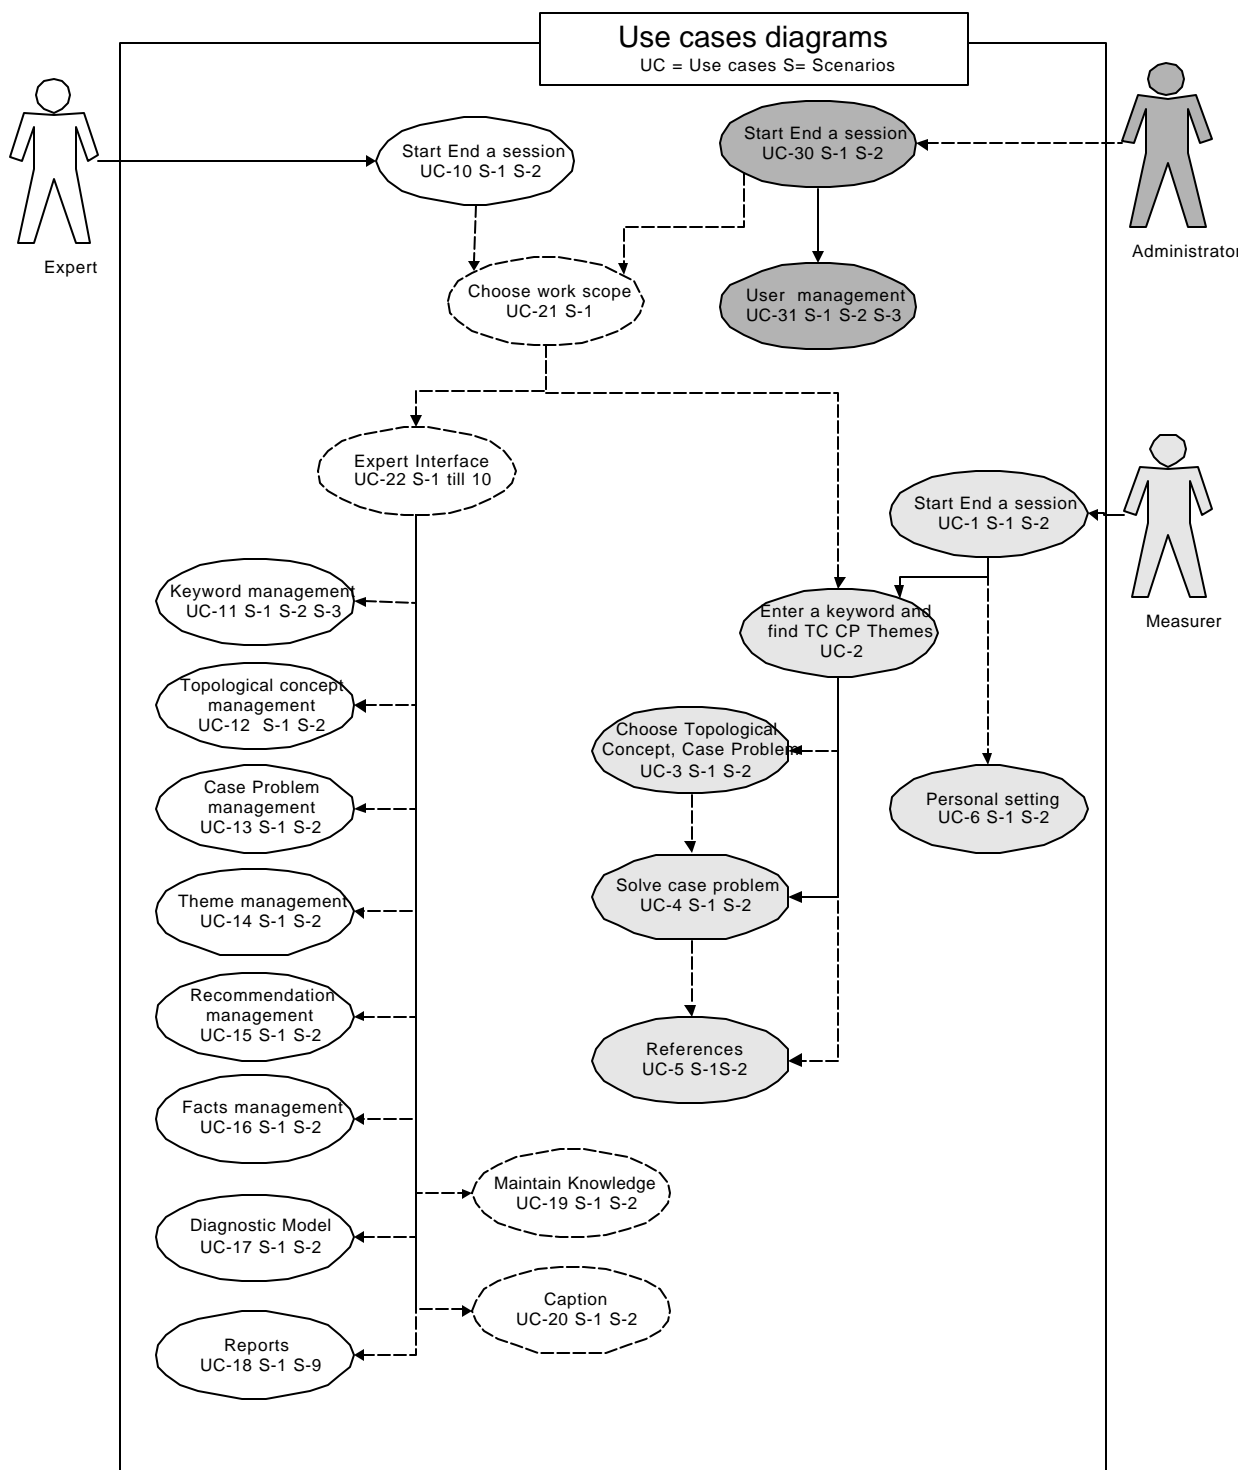 Use cases diagrams
UC = Use cases S= Scenarios
Expert
Start End a session
UC-10 S-1 S-2
Start End a session
UC-30 S-1 S-2
Administrator
Choose work scope
UC-21 S-1
User management
UC-31 S-1 S-2 S-3
Expert Interface
UC-22 S-1 till 10
Start End a session
UC-1 S-1 S-2
Measurer
Keyword management
UC-11 S-1 S-2 S-3
Enter a keyword and
find TC CP Themes
UC-2
Topological concept
management
UC-12 S-1 S-2
Choose Topological
Concept, Case Problem
UC-3 S-1 S-2
Case Problem
management
UC-13 S-1 S-2
Personal setting
UC-6 S-1 S-2
Theme management
UC-14 S-1 S-2
Solve case problem
UC-4 S-1 S-2
Recommendation
management
UC-15 S-1 S-2
References
UC-5 S-1S-2
Facts management
UC-16 S-1 S-2
Maintain Knowledge
UC-19 S-1 S-2
Diagnostic Model
UC-17 S-1 S-2
Caption
UC-20 S-1 S-2
Reports
UC-18 S-1 S-9